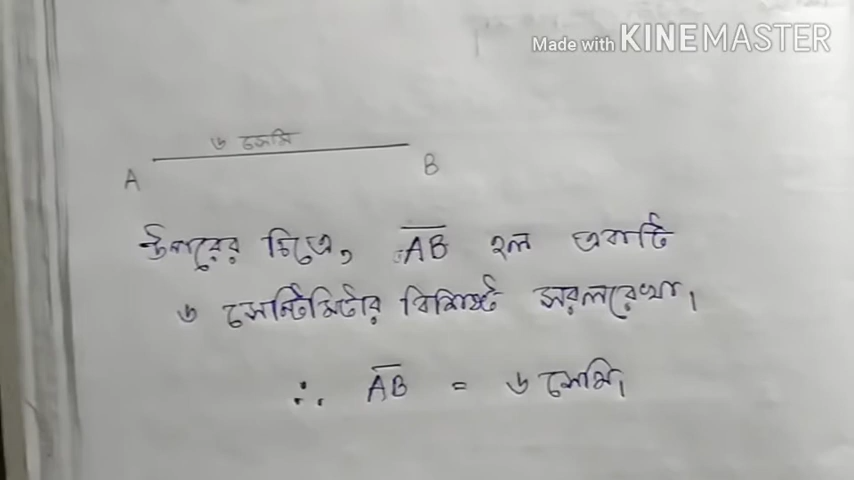 Made with KINEMASTER
৬ সেমি
A B
উপরের চিত্রে, AB হল একটি
৬ সেন্টিমিটার বিশিষ্ট সরলরেখা।
∴ AB = ৬ সেমি।